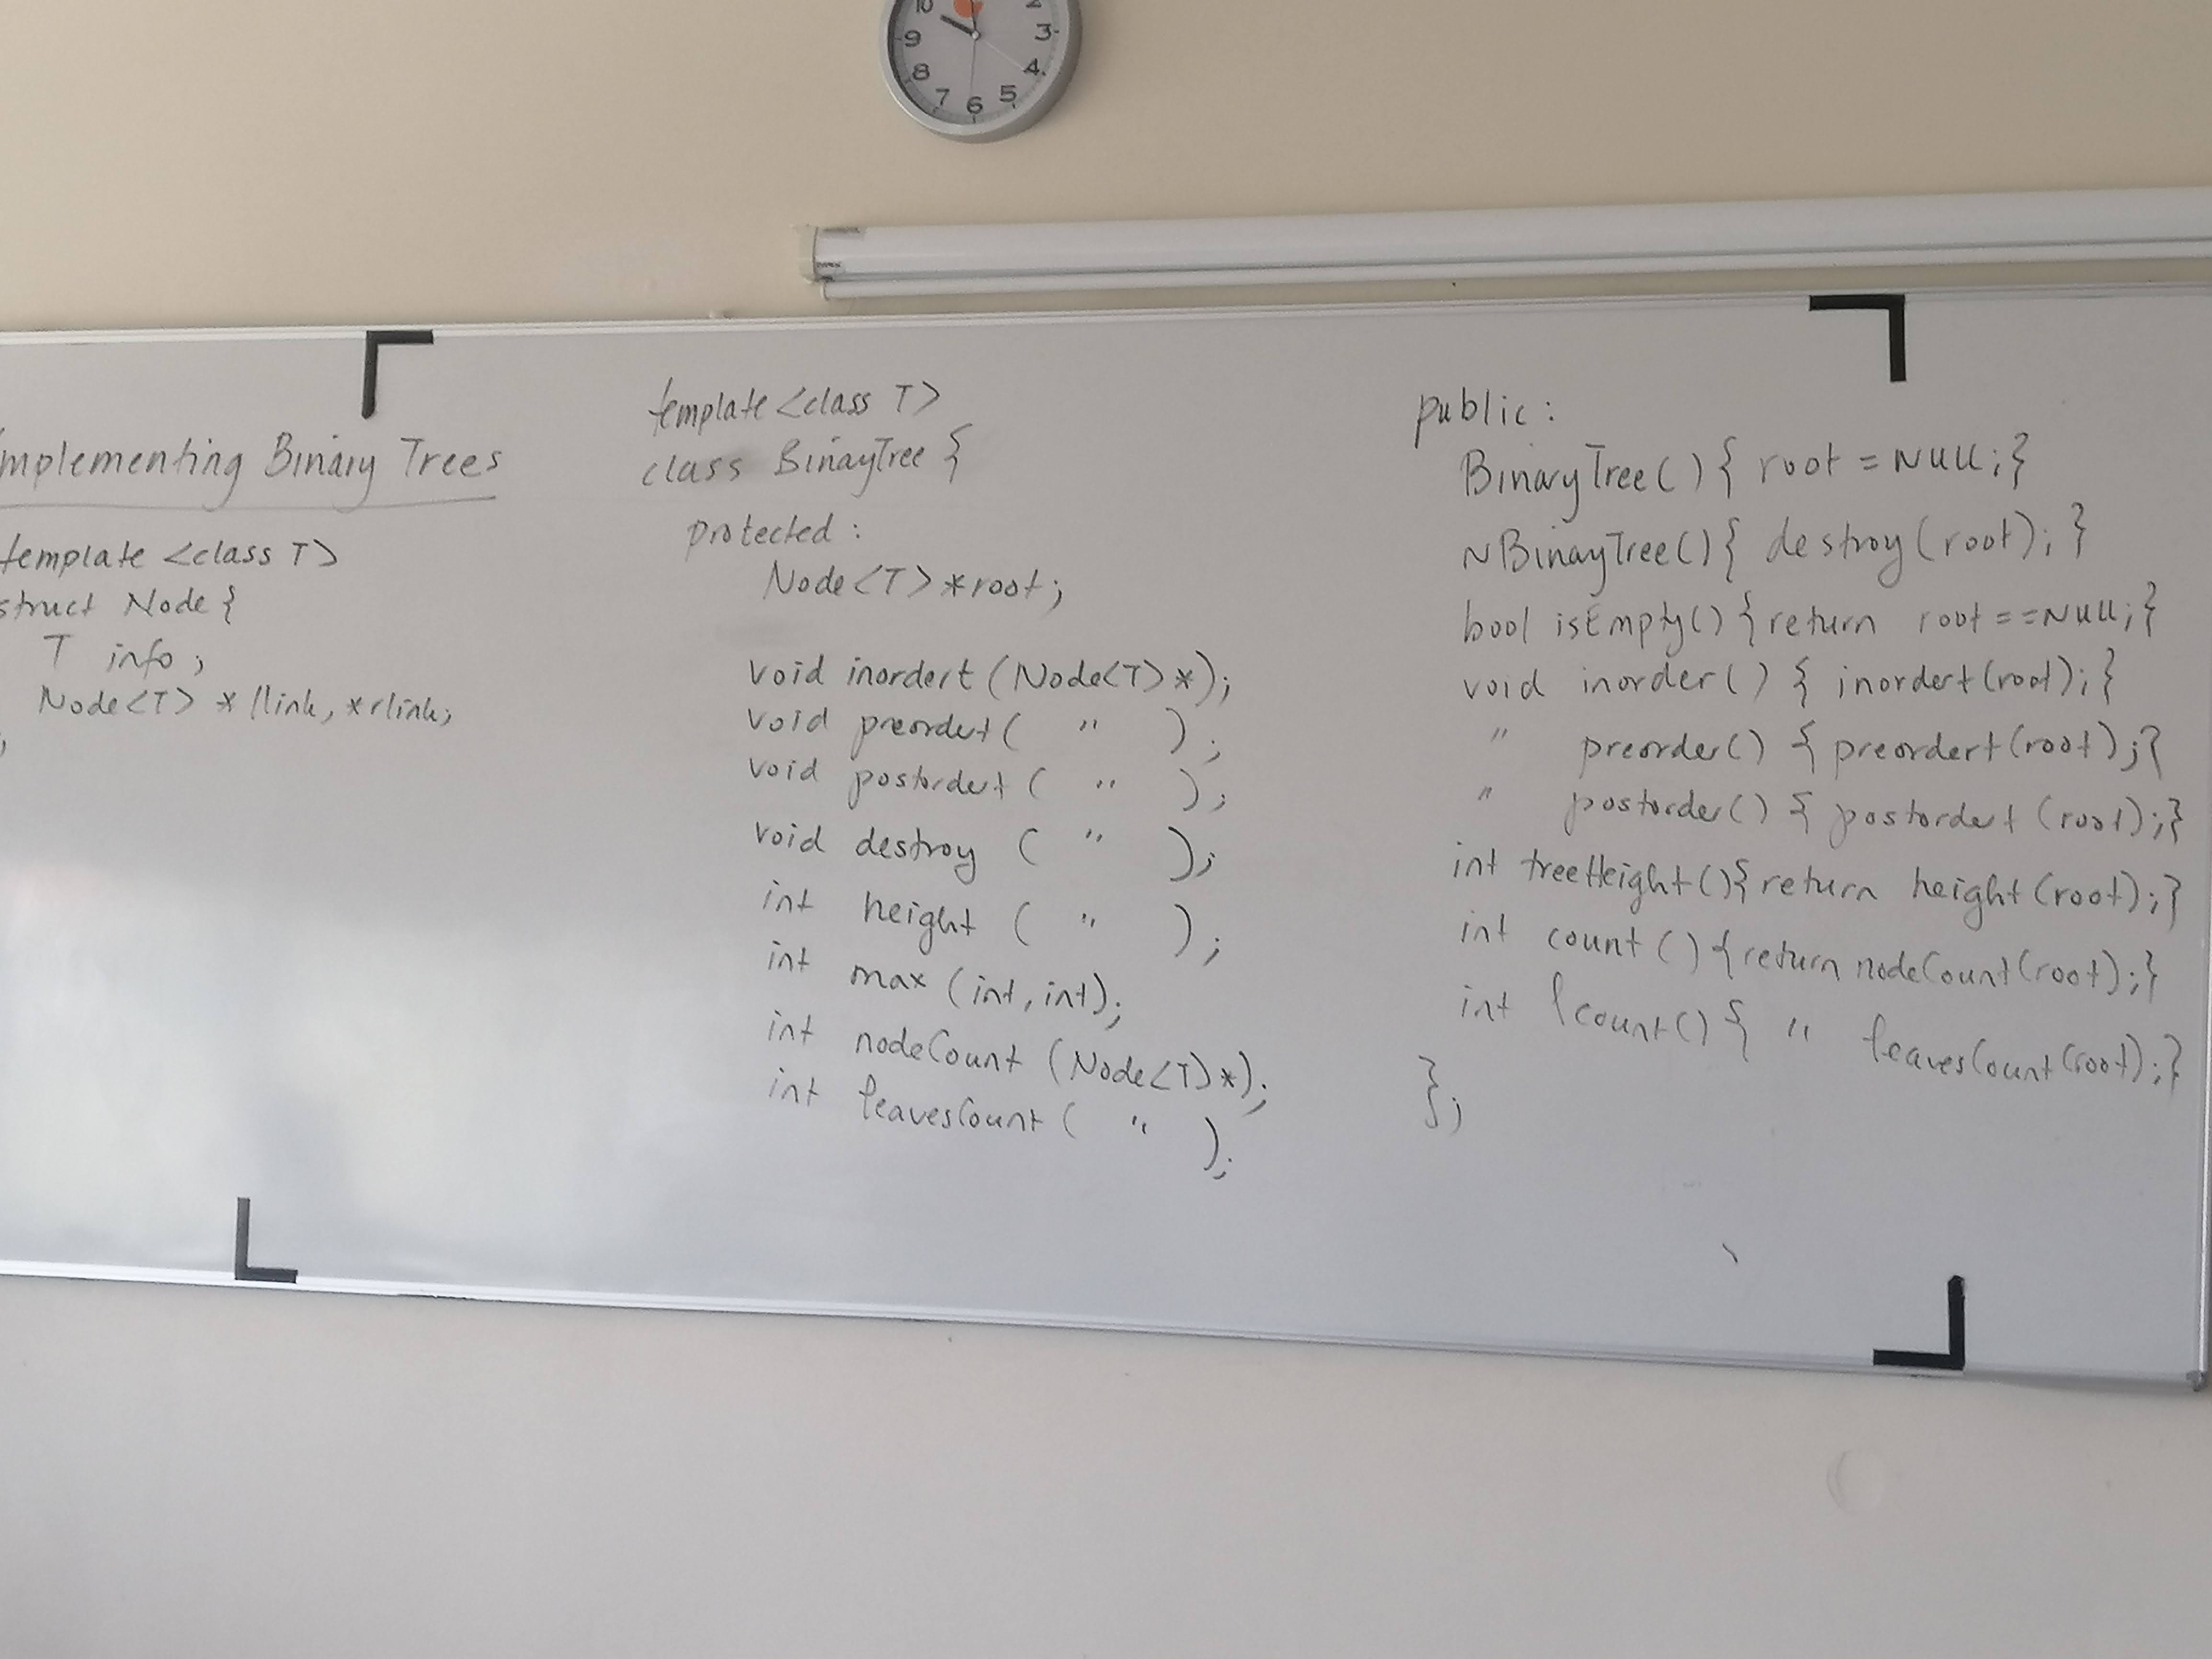 10 2
9 3
8 4
7 6 5
mplementing Binary Trees
template <class T>
struct Node {
T info;
Node<T> *llink, *rlink;
;
template <class T>
class BinayTree {
protected:
Node<T> *root;
void inordert (Node<T> *);
void preordert ( " );
void postordert ( " );
void destroy ( " );
int height ( " );
int max (int, int);
int nodeCount (Node<T> *);
int leavesCount ( " );
public:
BinaryTree() { root = NULL; }
~BinayTree() { destroy(root); }
bool isEmpty() { return root == NULL; }
void inorder() { inordert(root); }
" preorder() { preordert(root); }
" postorder() { postordert (root); }
int treeHeight() { return height(root); }
int count() { return nodeCount(root); }
int lcount() { " leavesCount(root); }
};